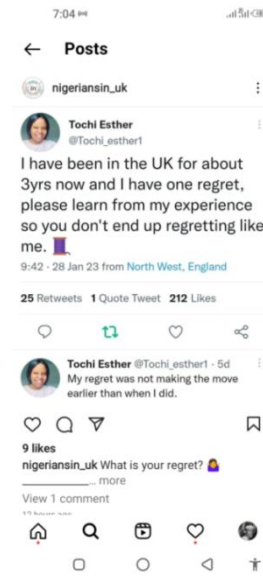 7:04
Posts
nigeriansin_uk
Tochi Esther
@Tochi_esther1
I have been in the UK for about
3yrs now and I have one regret,
please learn from my experience
so you don't end up regretting like
me. 🧵
9:42 · 28 Jan 23 from North West, England
25 Retweets 1 Quote Tweet 212 Likes
Tochi Esther @Tochi_esther1 · 5d
My regret was not making the move
earlier than when I did.
9 likes
nigeriansin_uk What is your regret? 🤷‍♀️
... more
View 1 comment
12 hours ago